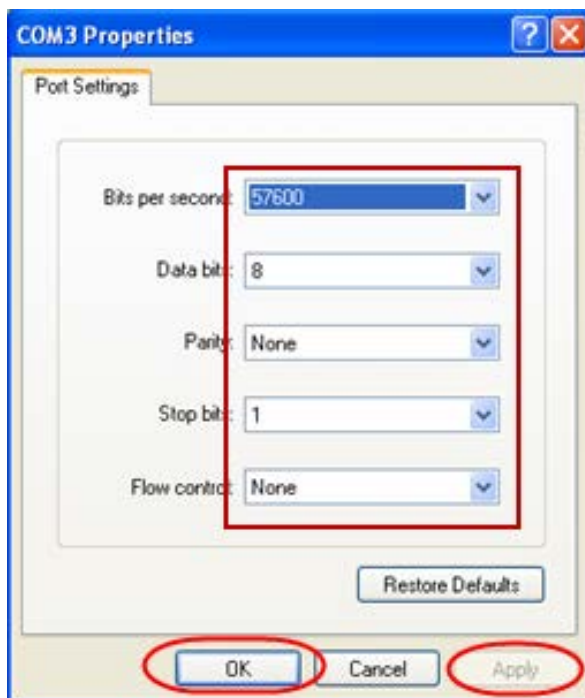 COM3 Properties
Port Settings
Bits per second: 57600
Data bits: 8
Parity: None
Stop bits: 1
Flow control: None
Restore Defaults
OK Cancel Apply